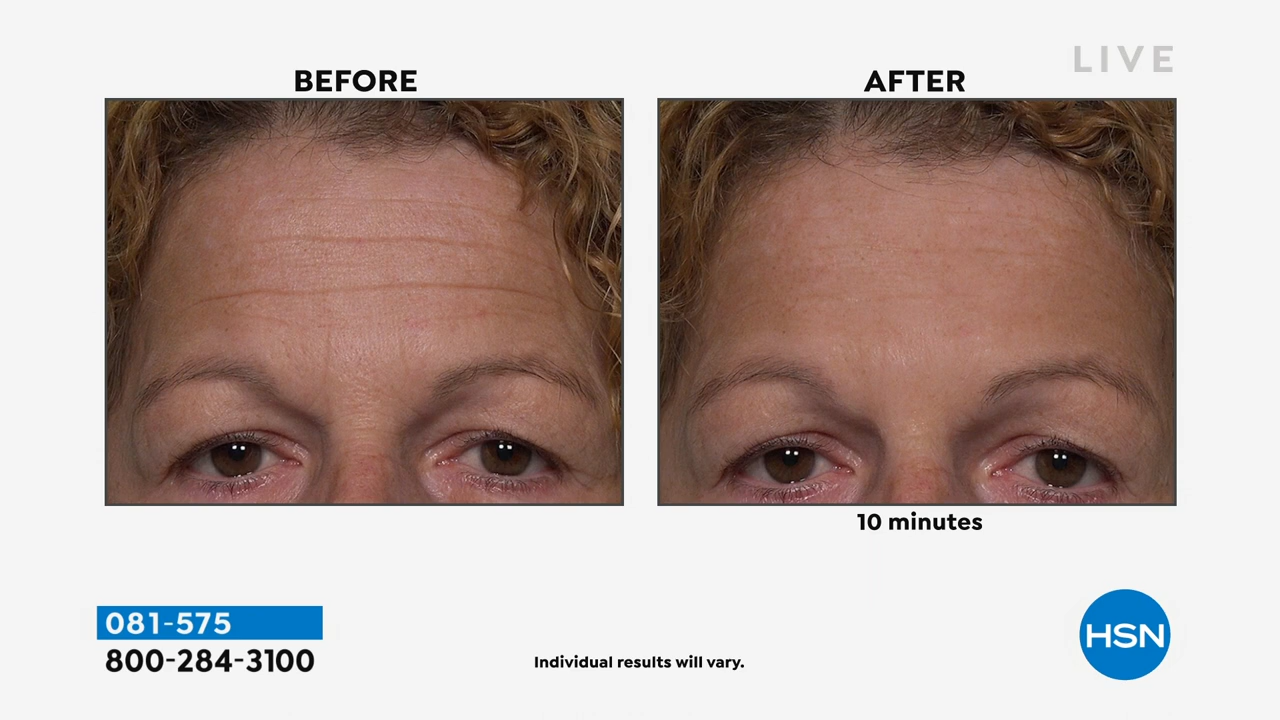 LIVE
BEFORE
AFTER
10 minutes
081-575
800-284-3100
Individual results will vary.
HSN